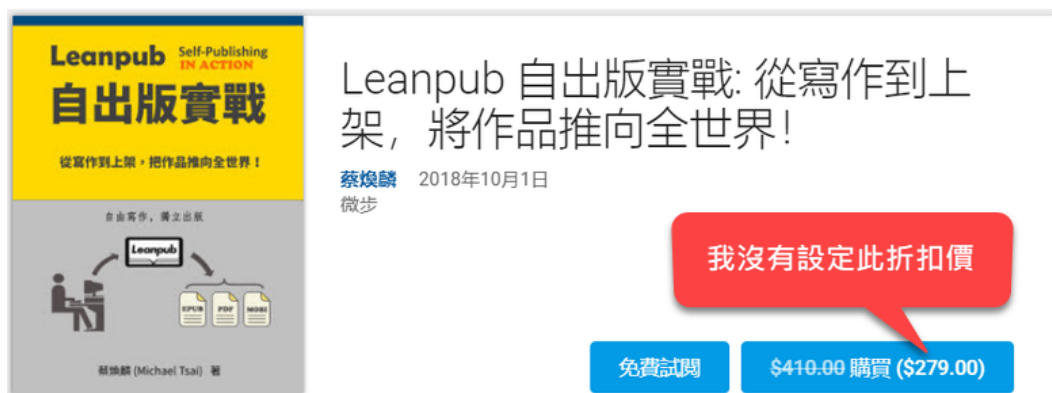 Leanpub Self-Publishing
IN ACTION
自出版實戰
從寫作到上架，把作品推向全世界！
自由寫作，獨立出版
Leanpub
EPUB PDF MOBI
蔡煥麟 (Michael Tsai) 著
Leanpub 自出版實戰: 從寫作到上
架，將作品推向全世界！
蔡煥麟 2018年10月1日
微步
我沒有設定此折扣價
免費試閱
$410.00 購買 ($279.00)